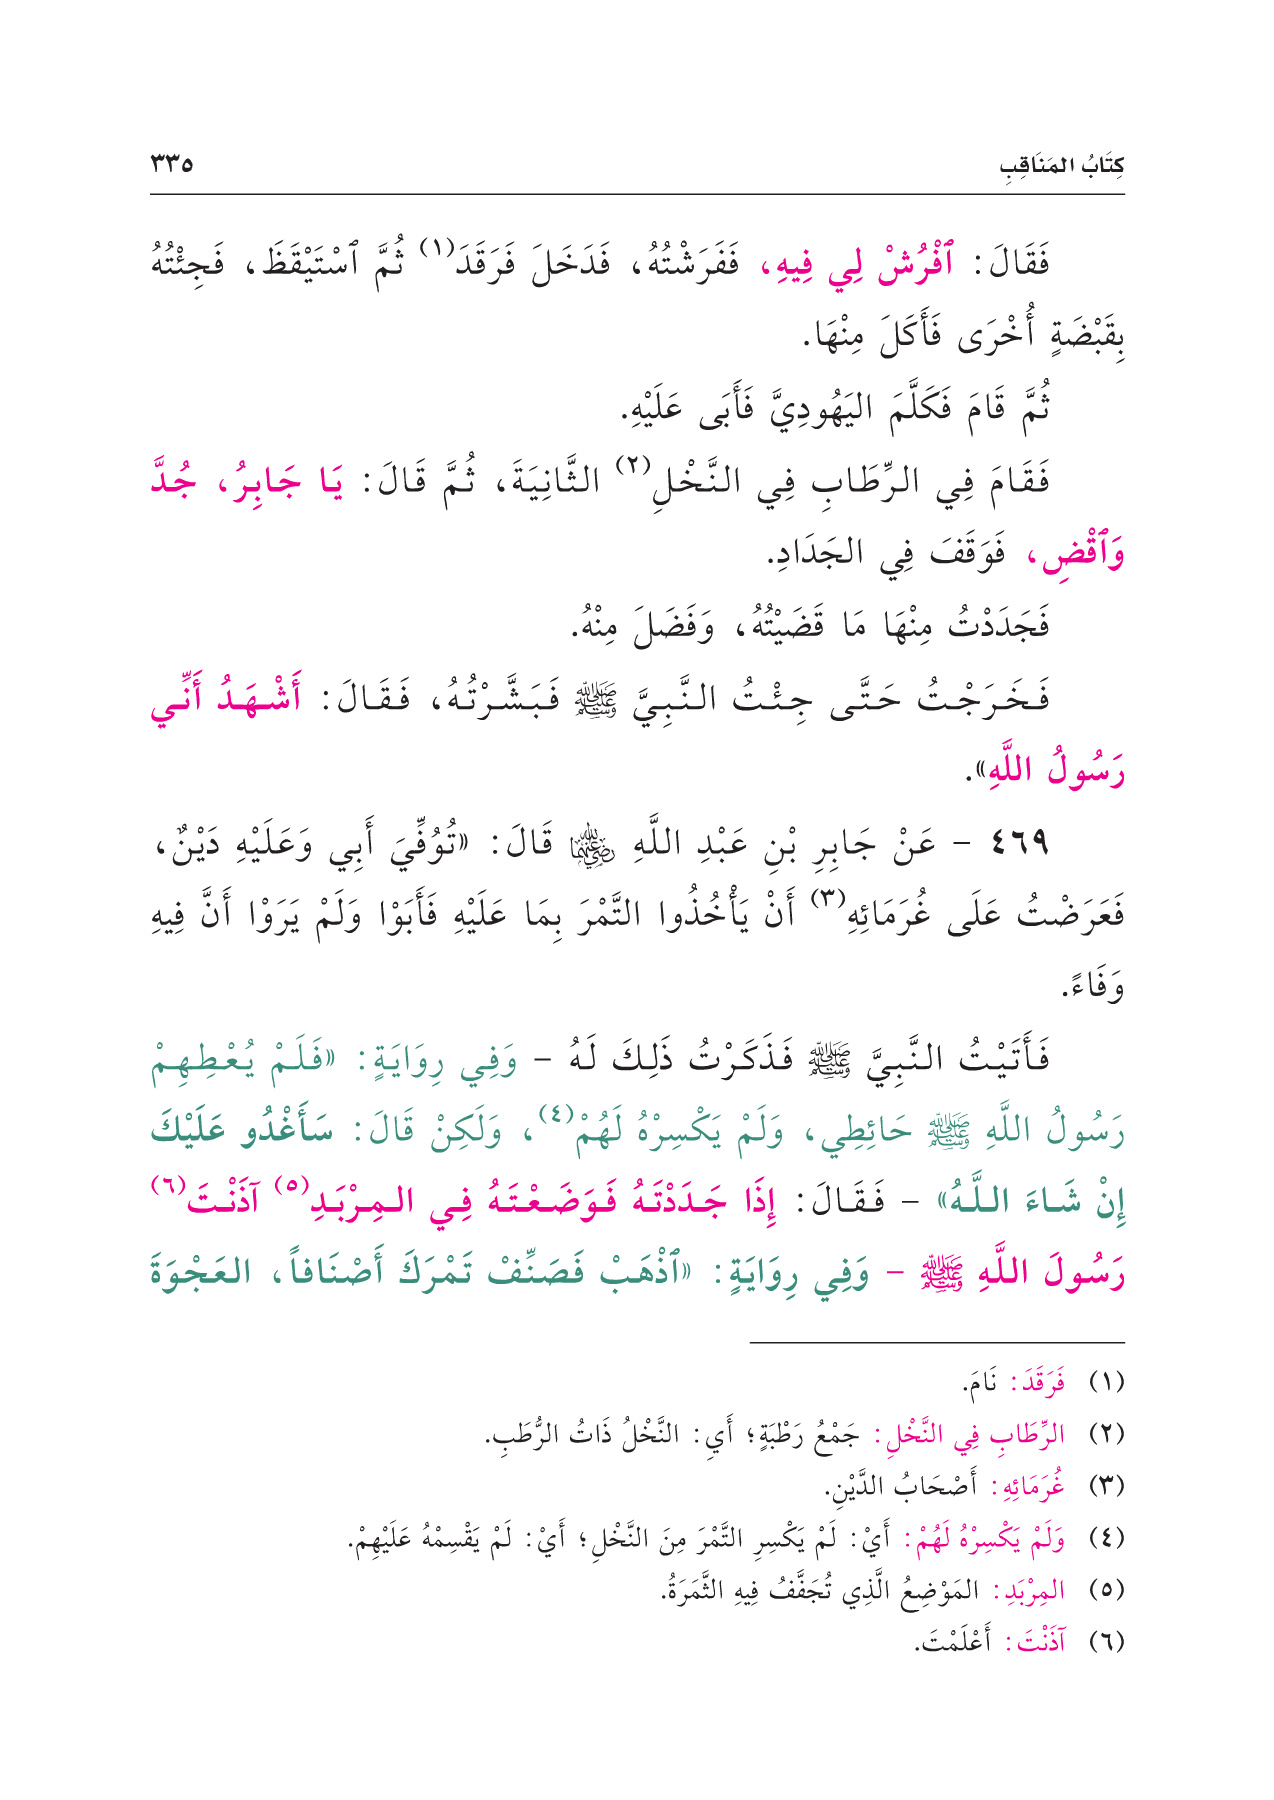 كِتَابُ المَنَاقِبِ ٣٣٥
فَقَالَ: ٱفْرُشْ لِي فِيهِ، فَفَرَشْتُهُ، فَدَخَلَ فَرَقَدَ(١) ثُمَّ ٱسْتَيْقَظَ، فَجِئْتُهُ
بِقَبْضَةٍ أُخْرَى فَأَكَلَ مِنْهَا.
ثُمَّ قَامَ فَكَلَّمَ اليَهُودِيَّ فَأَبَى عَلَيْهِ.
فَقَامَ فِي الرِّطَابِ فِي النَّخْلِ(٢) الثَّانِيَةَ، ثُمَّ قَالَ: يَا جَابِرُ، جُدَّ
وَٱقْضِ، فَوَقَفَ فِي الجَدَادِ.
فَجَدَدْتُ مِنْهَا مَا قَضَيْتُهُ، وَفَضَلَ مِنْهُ.
فَخَرَجْتُ حَتَّى جِئْتُ النَّبِيَّ ﷺ فَبَشَّرْتُهُ، فَقَالَ: أَشْهَدُ أَنِّي
رَسُولُ اللَّهِ».
٤٦٩ - عَنْ جَابِرِ بْنِ عَبْدِ اللَّهِ رضي الله عنهما قَالَ: «تُوُفِّيَ أَبِي وَعَلَيْهِ دَيْنٌ،
فَعَرَضْتُ عَلَى غُرَمَائِهِ(٣) أَنْ يَأْخُذُوا التَّمْرَ بِمَا عَلَيْهِ فَأَبَوْا وَلَمْ يَرَوْا أَنَّ فِيهِ
وَفَاءً.
فَأَتَيْتُ النَّبِيَّ ﷺ فَذَكَرْتُ ذَلِكَ لَهُ - وَفِي رِوَايَةٍ: «فَلَمْ يُعْطِهِمْ
رَسُولُ اللَّهِ ﷺ حَائِطِي، وَلَمْ يَكْسِرْهُ لَهُمْ(٤)، وَلَكِنْ قَالَ: سَأَغْدُو عَلَيْكَ
إِنْ شَاءَ اللَّهُ» - فَقَالَ: إِذَا جَدَدْتَهُ فَوَضَعْتَهُ فِي المِرْبَدِ(٥) آذَنْتَ(٦)
رَسُولَ اللَّهِ ﷺ - وَفِي رِوَايَةٍ: «ٱذْهَبْ فَصَنِّفْ تَمْرَكَ أَصْنَافاً، العَجْوَةَ
(١) فَرَقَدَ: نَامَ.
(٢) الرِّطَابِ فِي النَّخْلِ: جَمْعُ رَطْبَةٍ؛ أَيِ: النَّخْلُ ذَاتُ الرُّطَبِ.
(٣) غُرَمَائِهِ: أَصْحَابُ الدَّيْنِ.
(٤) وَلَمْ يَكْسِرْهُ لَهُمْ: أَيْ: لَمْ يَكْسِرِ التَّمْرَ مِنَ النَّخْلِ؛ أَيْ: لَمْ يَقْسِمْهُ عَلَيْهِمْ.
(٥) المِرْبَدِ: المَوْضِعُ الَّذِي تُجَفَّفُ فِيهِ الثَّمَرَةُ.
(٦) آذَنْتَ: أَعْلَمْتَ.